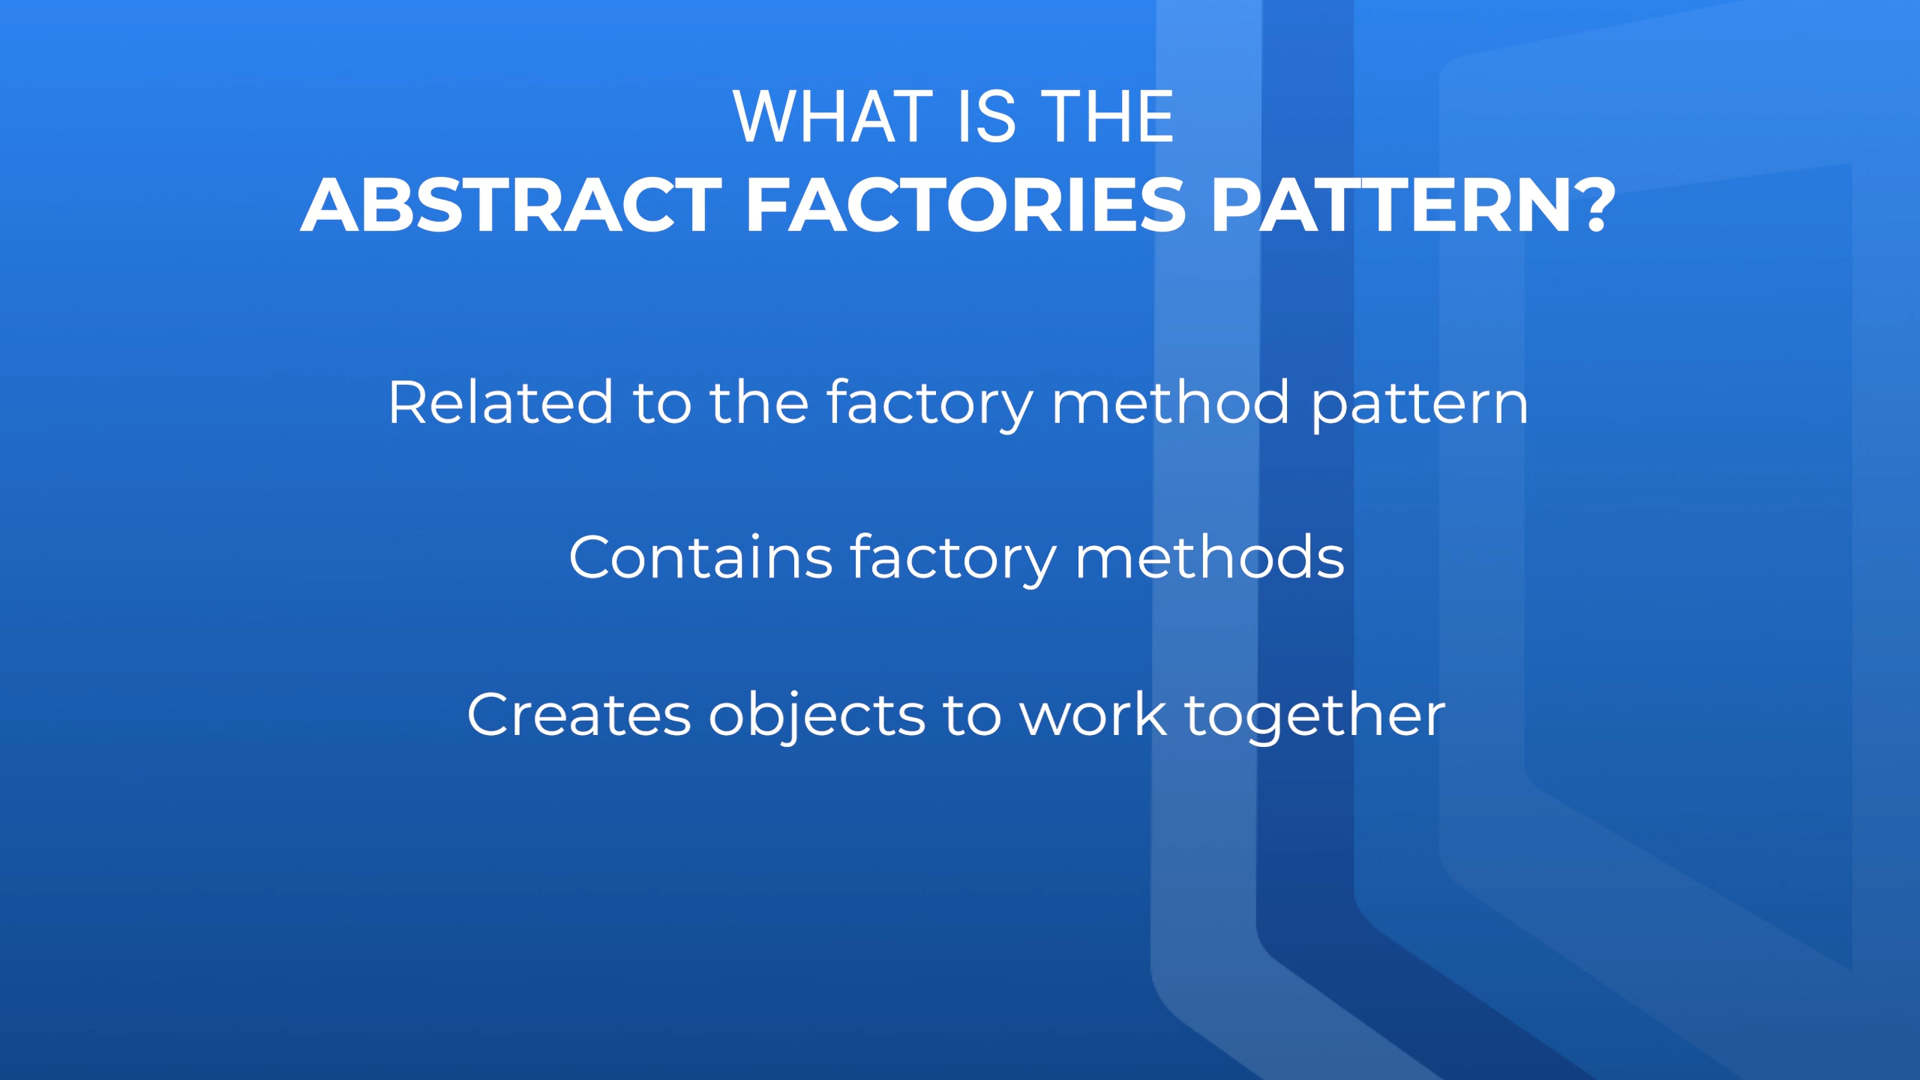 WHAT IS THE
ABSTRACT FACTORIES PATTERN?
Related to the factory method pattern
Contains factory methods
Creates objects to work together